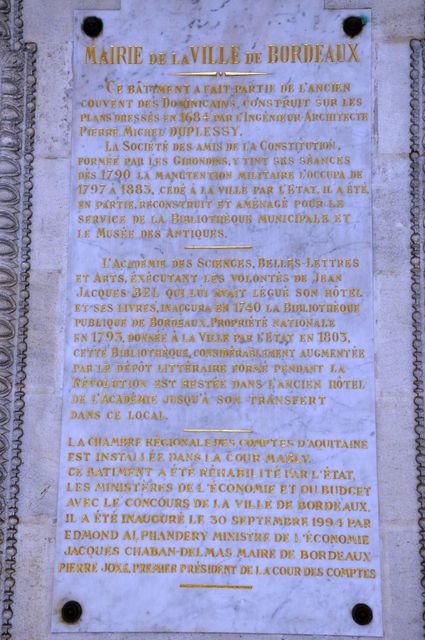 MAIRIE DE LA VILLE DE BORDEAUX
CE BÂTIMENT A FAIT PARTIE DE L'ANCIEN
COUVENT DES DOMINICAINS, CONSTRUIT SUR LES
PLANS DRESSÉS EN 1684 PAR L'INGÉNIEUR-ARCHITECTE
PIERRE MICHEL DUPLESSY.
LA SOCIÉTÉ DES AMIS DE LA CONSTITUTION,
FORMÉE PAR LES GIRONDINS, Y TINT SES SÉANCES
DÈS 1790 LA MANUTENTION MILITAIRE L'OCCUPA DE
1797 A 1883, CÉDÉ À LA VILLE PAR L'ÉTAT, IL A ÉTÉ,
EN PARTIE, RECONSTRUIT ET AMÉNAGÉ POUR LE
SERVICE DE LA BIBLIOTHÈQUE MUNICIPALE ET
LE MUSÉE DES ANTIQUES.
L'ACADÉMIE DES SCIENCES, BELLES-LETTRES
ET ARTS, EXÉCUTANT LES VOLONTÉS DE JEAN
JACQUES BEL QUI LUI AVAIT LÉGUÉ SON HÔTEL
ET SES LIVRES, INAUGURA EN 1740 LA BIBLIOTHÈQUE
PUBLIQUE DE BORDEAUX. PROPRIÉTÉ NATIONALE
EN 1793, DONNÉE À LA VILLE PAR L'ÉTAT EN 1803,
CETTE BIBLIOTHÈQUE, CONSIDÉRABLEMENT AUGMENTÉE
PAR LE DÉPÔT LITTÉRAIRE FORMÉ PENDANT LA
RÉVOLUTION EST RESTÉE DANS L'ANCIEN HÔTEL
DE L'ACADÉMIE JUSQU'À SON TRANSFERT
DANS CE LOCAL.
LA CHAMBRE RÉGIONALE DES COMPTES D'AQUITAINE
EST INSTALLÉE DANS LA COUR MABLY.
CE BATIMENT A ÉTÉ RÉHABILITÉ PAR L'ÉTAT,
LES MINISTÈRES DE L'ÉCONOMIE ET DU BUDGET
AVEC LE CONCOURS DE LA VILLE DE BORDEAUX.
IL A ÉTÉ INAUGURÉ LE 30 SEPTEMBRE 1994 PAR
EDMOND ALPHANDERY MINISTRE DE L'ÉCONOMIE
JACQUES CHABAN-DELMAS MAIRE DE BORDEAUX
PIERRE JOXE, PREMIER PRÉSIDENT DE LA COUR DES COMPTES